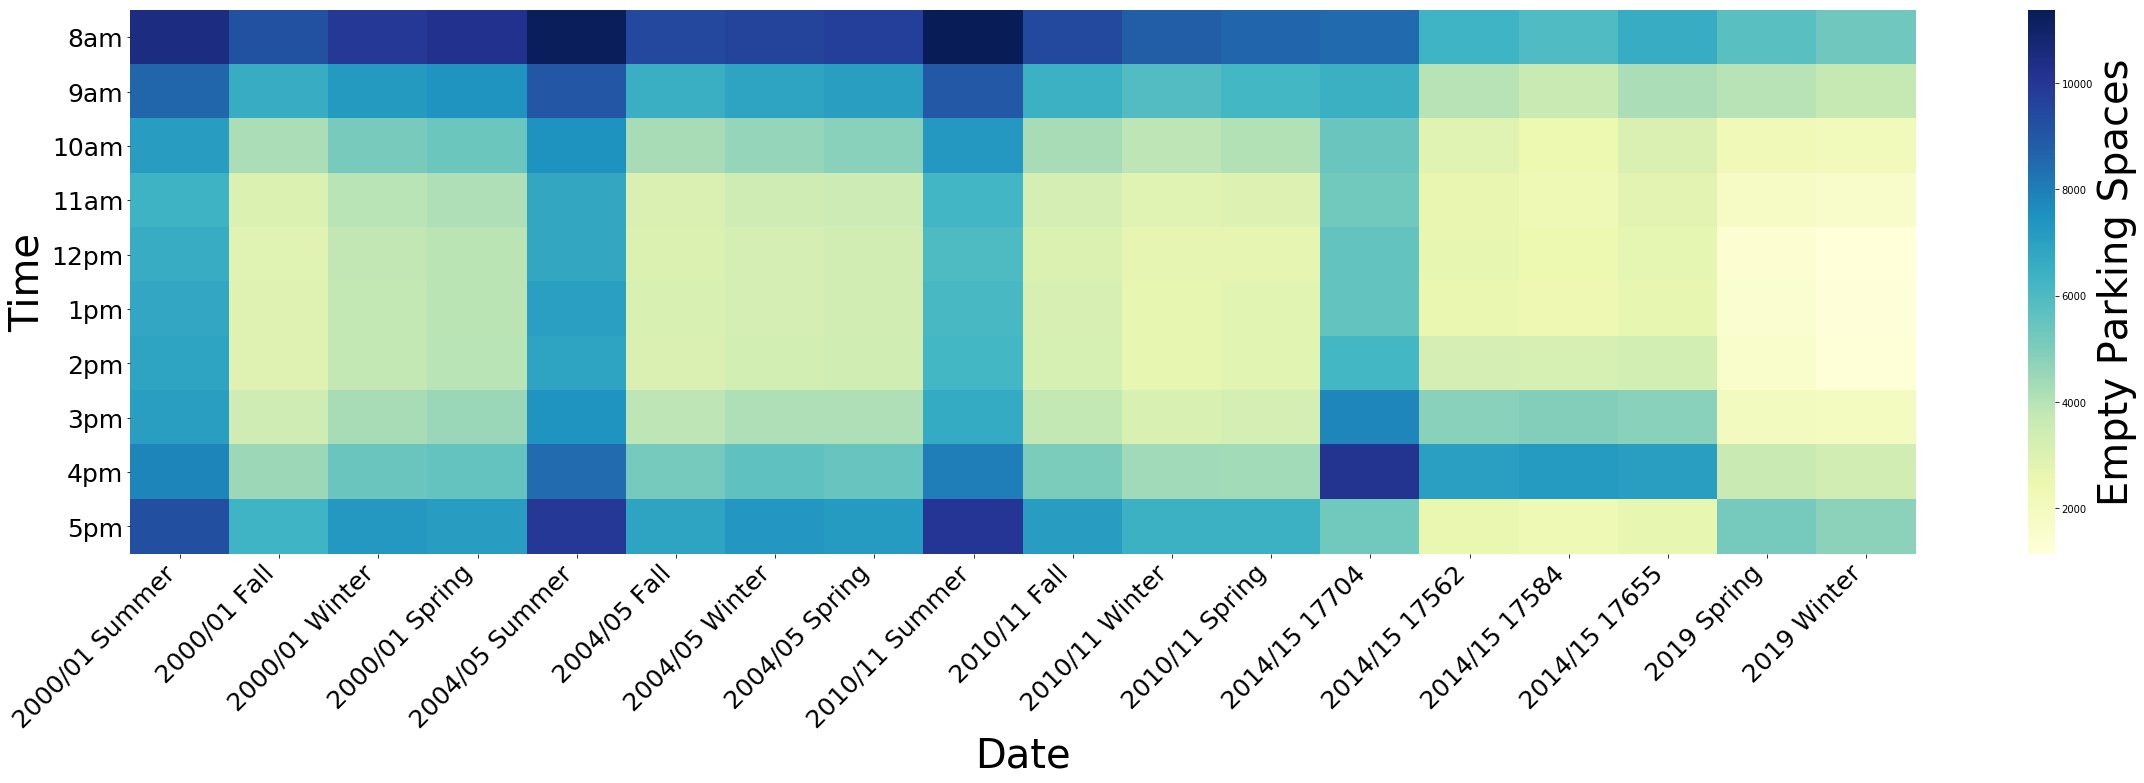 8am
9am
10am
11am
12pm
1pm
2pm
3pm
4pm
5pm
Time
2000/01 Summer
2000/01 Fall
2000/01 Winter
2000/01 Spring
2004/05 Summer
2004/05 Fall
2004/05 Winter
2004/05 Spring
2010/11 Summer
2010/11 Fall
2010/11 Winter
2010/11 Spring
2014/15 17704
2014/15 17562
2014/15 17584
2014/15 17655
2019 Spring
2019 Winter
Date
10000
8000
6000
4000
2000
Empty Parking Spaces